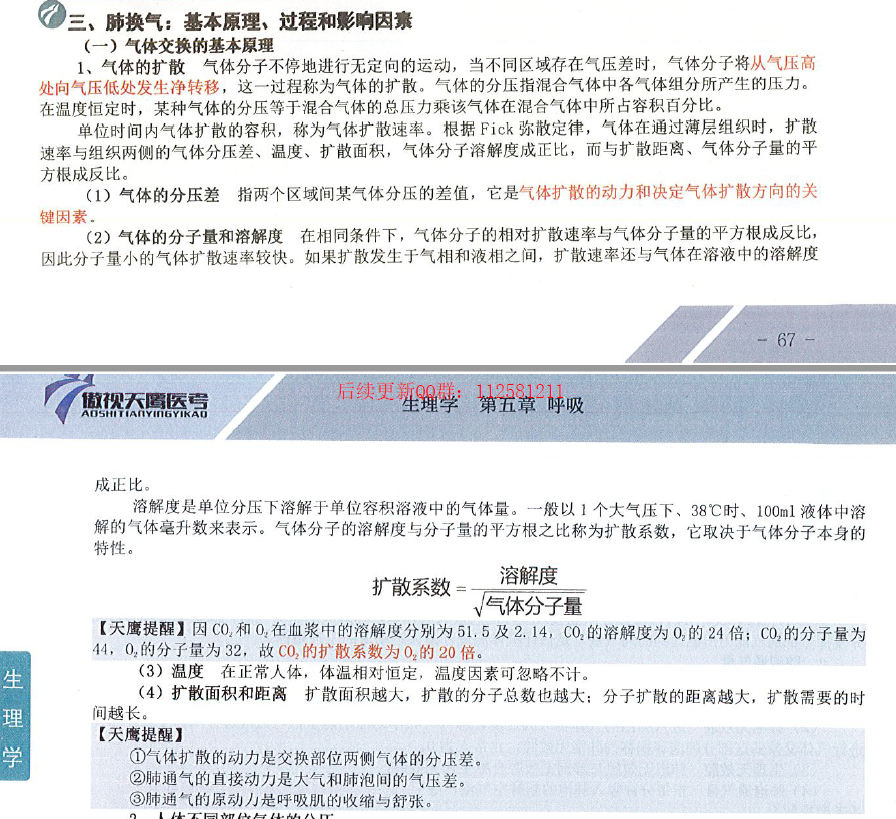 三、肺换气：基本原理、过程和影响因素
（一）气体交换的基本原理
1、气体的扩散 气体分子不停地进行无定向的运动，当不同区域存在气压差时，气体分子将从气压高
处向气压低处发生净转移，这一过程称为气体的扩散。气体的分压指混合气体中各气体组分所产生的压力。
在温度恒定时，某种气体的分压等于混合气体的总压力乘该气体在混合气体中所占容积百分比。
单位时间内气体扩散的容积，称为气体扩散速率。根据 Fick 弥散定律，气体在通过薄层组织时，扩散
速率与组织两侧的气体分压差、温度、扩散面积，气体分子溶解度成正比，而与扩散距离、气体分子量的平
方根成反比。
（1）气体的分压差 指两个区域间某气体分压的差值，它是气体扩散的动力和决定气体扩散方向的关
键因素。
（2）气体的分子量和溶解度 在相同条件下，气体分子的相对扩散速率与气体分子量的平方根成反比，
因此分子量小的气体扩散速率较快。如果扩散发生于气相和液相之间，扩散速率还与气体在溶液中的溶解度
- 67 -
傲视天鹰医考
AOSHITIANYINGYIKAO
后续更新QQ群：112581211
生理学 第五章 呼吸
成正比。
溶解度是单位分压下溶解于单位容积溶液中的气体量。一般以 1 个大气压下、38℃时、100ml 液体中溶
解的气体毫升数来表示。气体分子的溶解度与分子量的平方根之比称为扩散系数，它取决于气体分子本身的
特性。
扩散系数 = 溶解度 / √气体分子量
【天鹰提醒】因 CO₂和 O₂在血浆中的溶解度分别为 51.5 及 2.14，CO₂的溶解度为 O₂的 24 倍；CO₂的分子量为
44，O₂的分子量为 32，故 CO₂的扩散系数为 O₂的 20 倍。
（3）温度 在正常人体，体温相对恒定，温度因素可忽略不计。
（4）扩散面积和距离 扩散面积越大，扩散的分子总数也越大；分子扩散的距离越大，扩散需要的时
间越长。
【天鹰提醒】
①气体扩散的动力是交换部位两侧气体的分压差。
②肺通气的直接动力是大气和肺泡间的气压差。
③肺通气的原动力是呼吸肌的收缩与舒张。
2、人体不同部位气体的分压
生理学